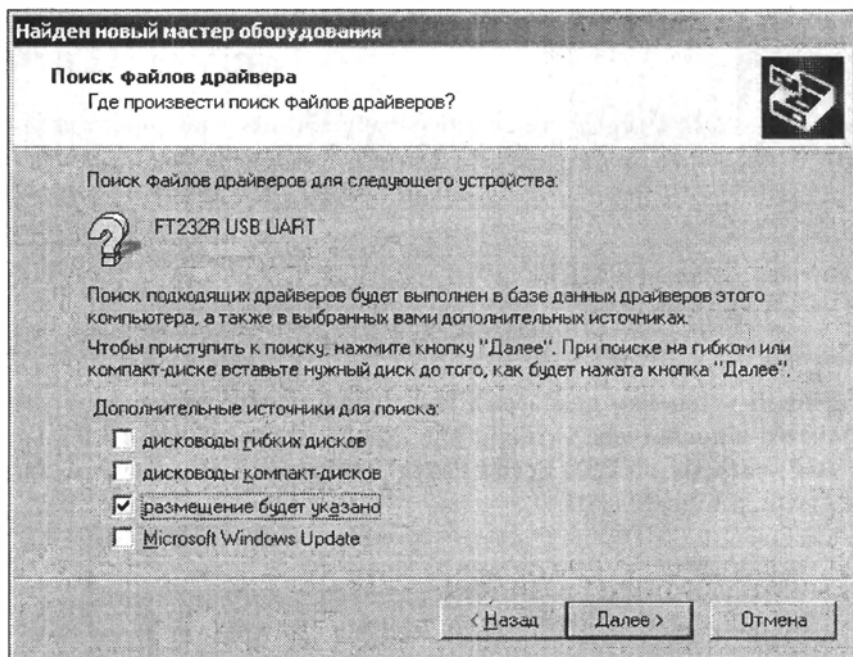 Найден новый мастер оборудования
Поиск файлов драйвера
Где произвести поиск файлов драйверов?
Поиск файлов драйверов для следующего устройства:
FT232R USB UART
Поиск подходящих драйверов будет выполнен в базе данных драйверов этого
компьютера, а также в выбранных вами дополнительных источниках.
Чтобы приступить к поиску, нажмите кнопку "Далее". При поиске на гибком или
компакт-диске вставьте нужный диск до того, как будет нажата кнопка "Далее".
Дополнительные источники для поиска:
дисководы гибких дисков
дисководы компакт-дисков
размещение будет указано
Microsoft Windows Update
< Назад Далее > Отмена